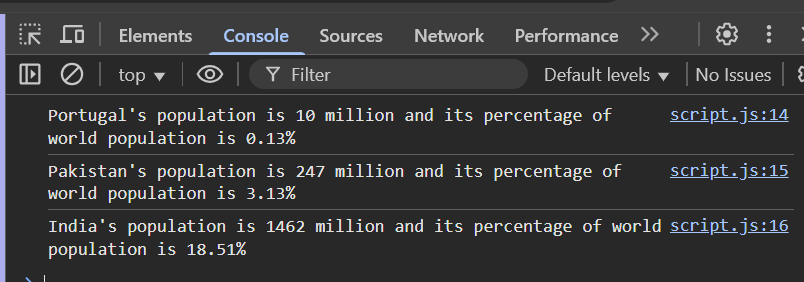 Elements Console Sources Network Performance
top Filter Default levels No Issues
Portugal's population is 10 million and its percentage of script.js:14
world population is 0.13%
Pakistan's population is 247 million and its percentage of script.js:15
world population is 3.13%
India's population is 1462 million and its percentage of world script.js:16
population is 18.51%